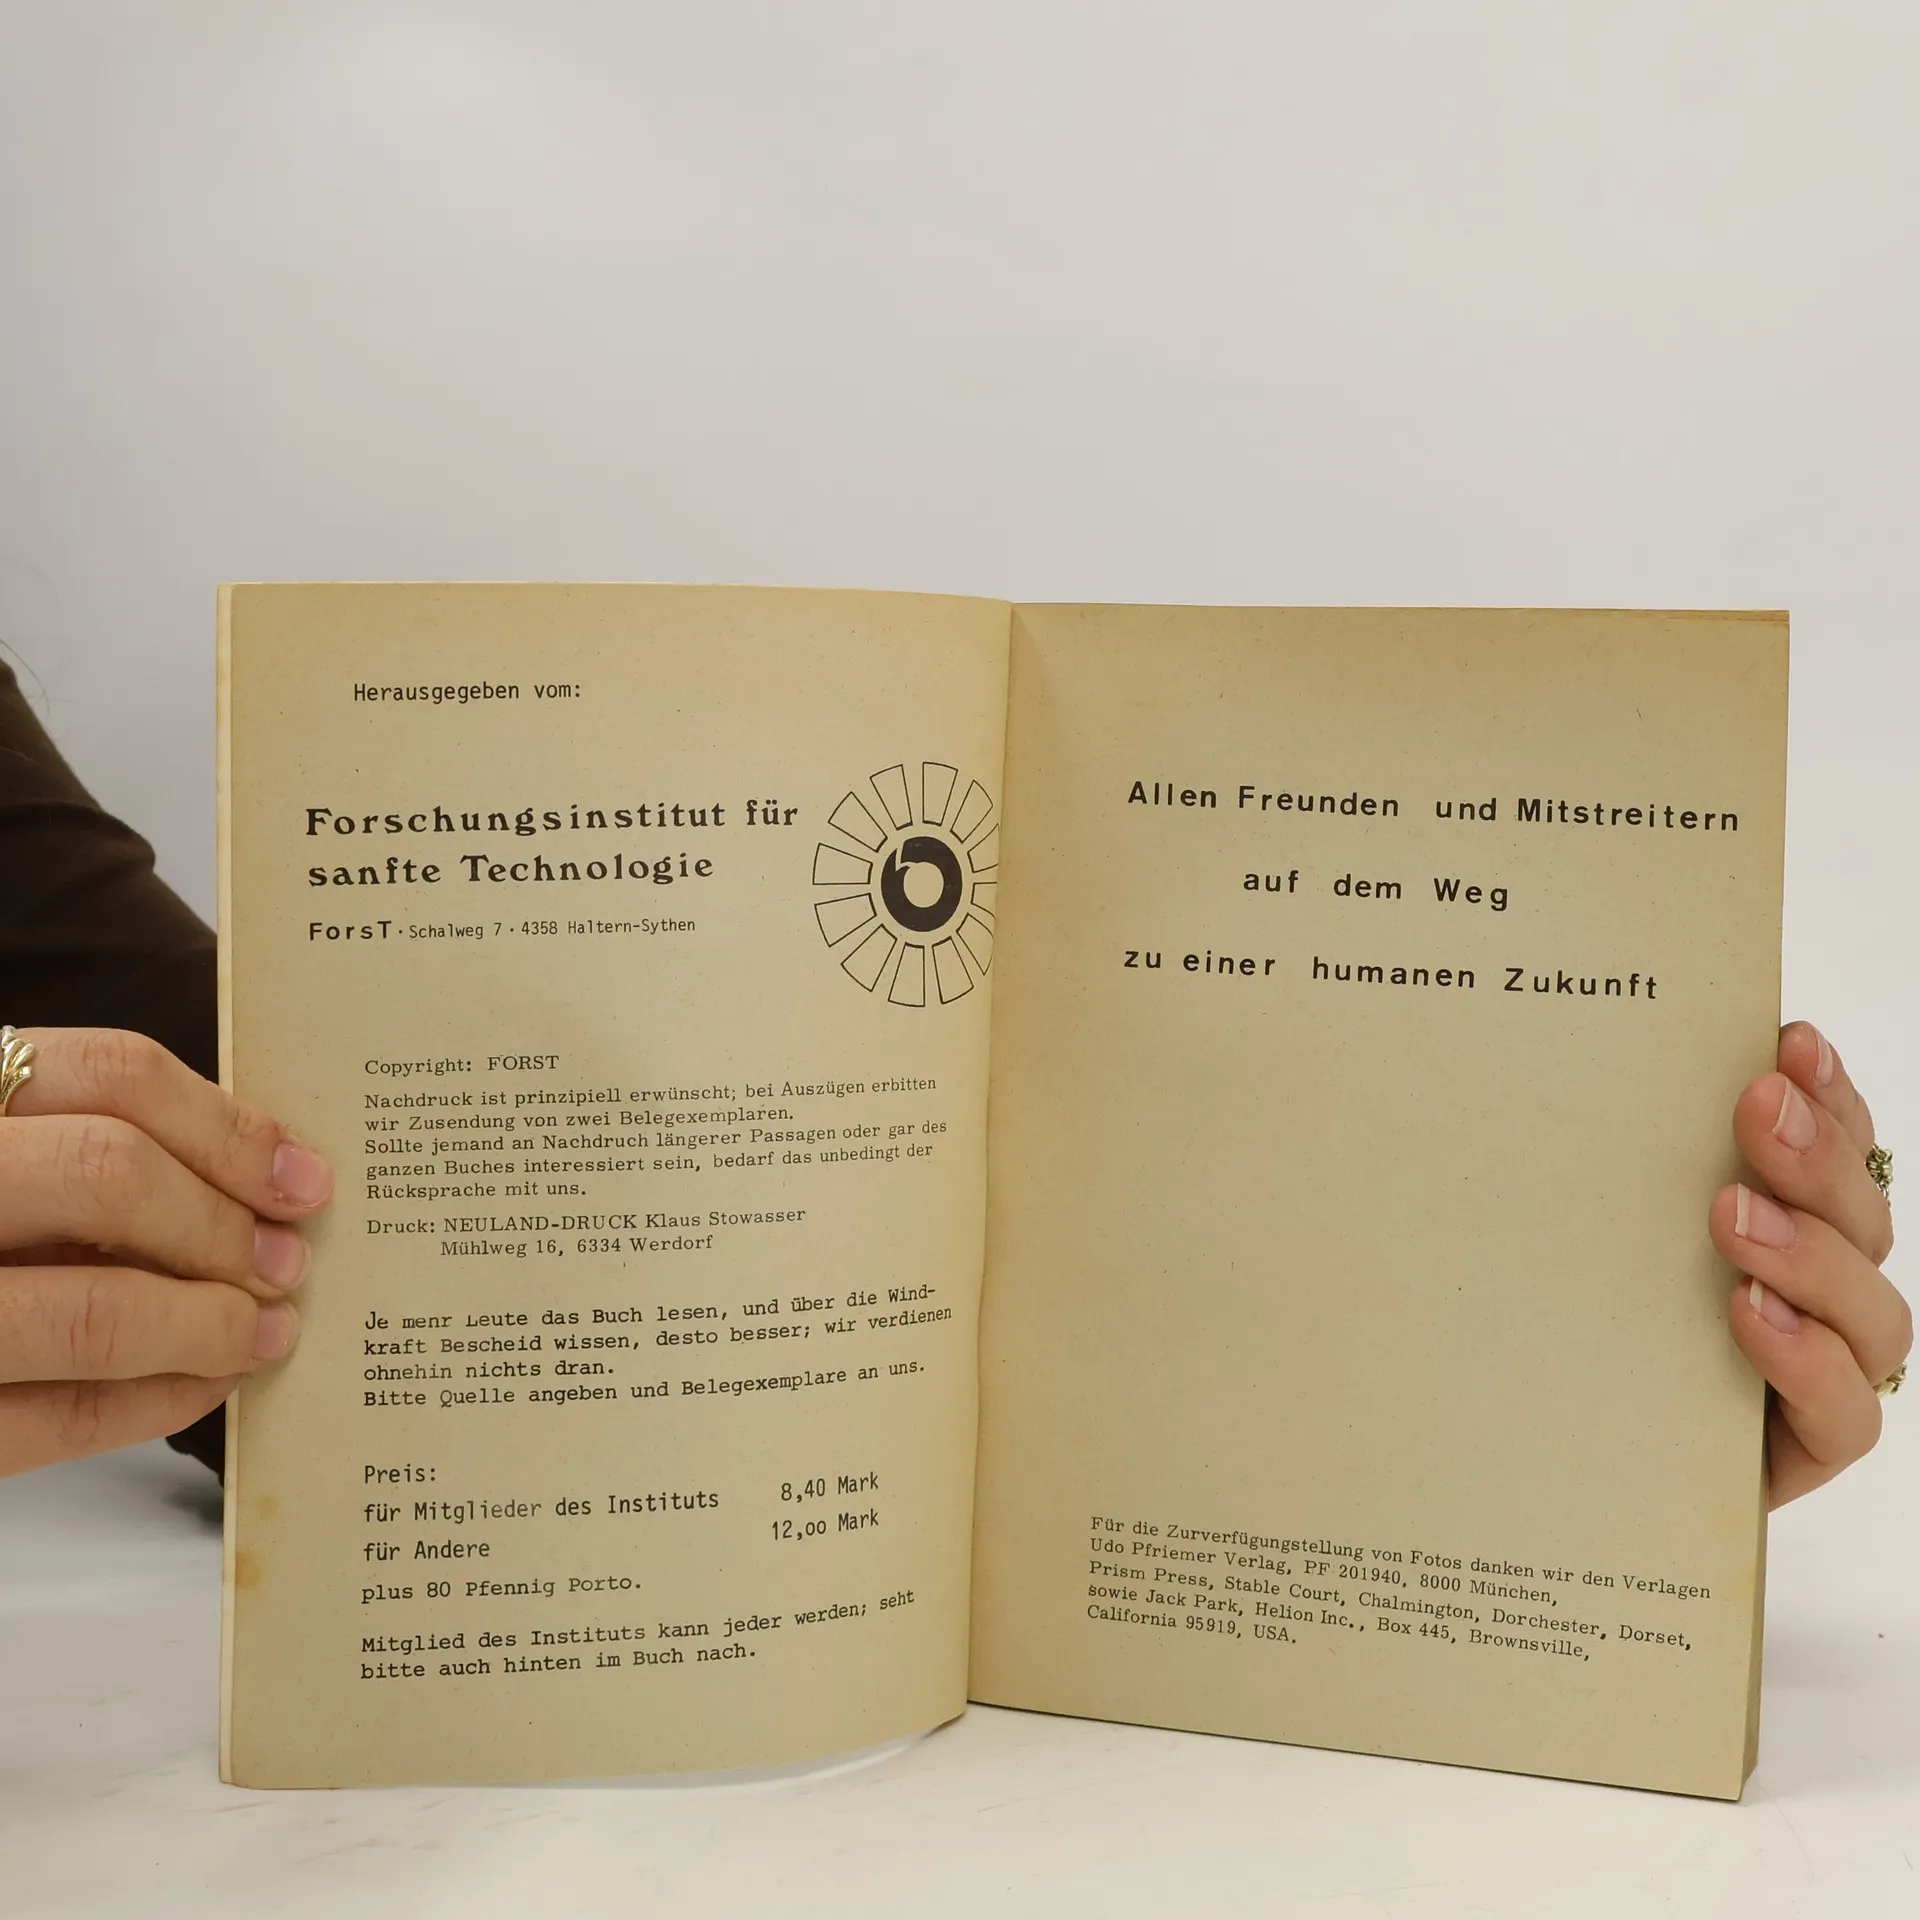 Herausgegeben vom:
Forschungsinstitut für
sanfte Technologie
ForsT · Schalweg 7 · 4358 Haltern-Sythen
Copyright: FORST
Nachdruck ist prinzipiell erwünscht; bei Auszügen erbitten
wir Zusendung von zwei Belegexemplaren.
Sollte jemand an Nachdruch längerer Passagen oder gar des
ganzen Buches interessiert sein, bedarf das unbedingt der
Rücksprache mit uns.
Druck: NEULAND-DRUCK Klaus Stowasser
Mühlweg 16, 6334 Werdorf
Je menr Leute das Buch lesen, und über die Wind-
kraft Bescheid wissen, desto besser; wir verdienen
ohnehin nichts dran.
Bitte Quelle angeben und Belegexemplare an uns.
Preis:
für Mitglieder des Instituts 8,40 Mark
für Andere 12,oo Mark
plus 80 Pfennig Porto.
Mitglied des Instituts kann jeder werden; seht
bitte auch hinten im Buch nach.
Allen Freunden und Mitstreitern
auf dem Weg
zu einer humanen Zukunft
Für die Zurverfügungstellung von Fotos danken wir den Verlagen
Udo Pfriemer Verlag, PF 201940, 8000 München,
Prism Press, Stable Court, Chalmington, Dorchester, Dorset,
sowie Jack Park, Helion Inc., Box 445, Brownsville,
California 95919, USA.